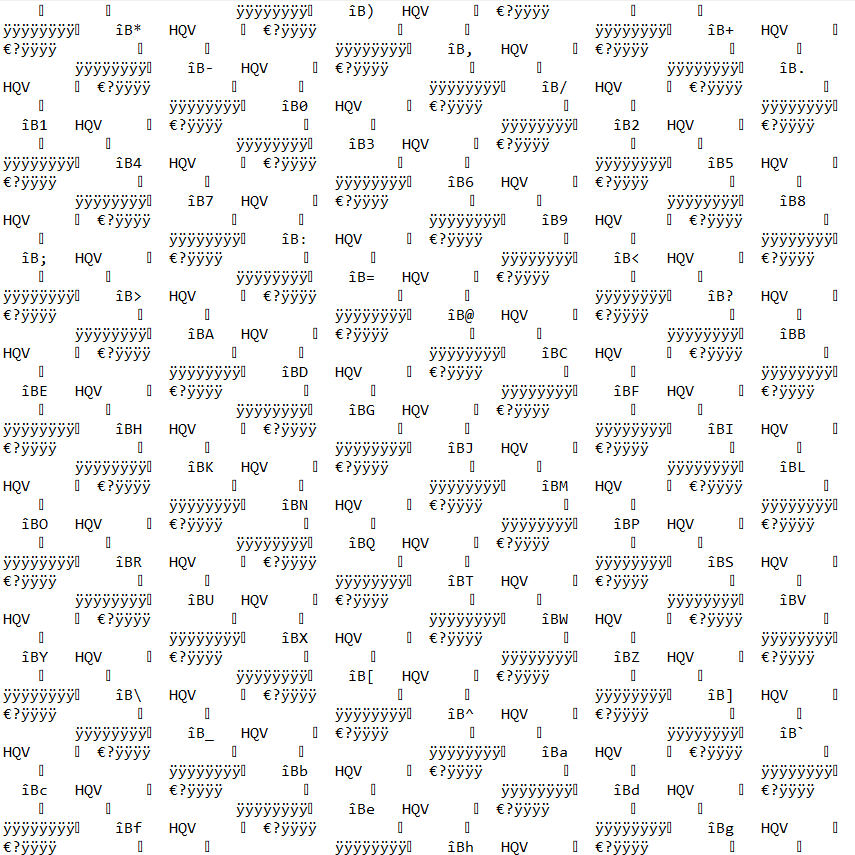 ▯ ▯ ÿÿÿÿÿÿÿÿ▯ îB) HQV ▯ €?ÿÿÿÿ ▯ ▯
ÿÿÿÿÿÿÿÿ▯ îB* HQV ▯ €?ÿÿÿÿ ▯ ▯ ÿÿÿÿÿÿÿÿ▯ îB+ HQV ▯
€?ÿÿÿÿ ▯ ▯ ÿÿÿÿÿÿÿÿ▯ îB, HQV ▯ €?ÿÿÿÿ ▯ ▯
ÿÿÿÿÿÿÿÿ▯ îB- HQV ▯ €?ÿÿÿÿ ▯ ▯ ÿÿÿÿÿÿÿÿ▯ îB.
HQV ▯ €?ÿÿÿÿ ▯ ▯ ÿÿÿÿÿÿÿÿ▯ îB/ HQV ▯ €?ÿÿÿÿ ▯
▯ ÿÿÿÿÿÿÿÿ▯ îB0 HQV ▯ €?ÿÿÿÿ ▯ ▯ ÿÿÿÿÿÿÿÿ▯
îB1 HQV ▯ €?ÿÿÿÿ ▯ ▯ ÿÿÿÿÿÿÿÿ▯ îB2 HQV ▯ €?ÿÿÿÿ
▯ ▯ ÿÿÿÿÿÿÿÿ▯ îB3 HQV ▯ €?ÿÿÿÿ ▯ ▯
ÿÿÿÿÿÿÿÿ▯ îB4 HQV ▯ €?ÿÿÿÿ ▯ ▯ ÿÿÿÿÿÿÿÿ▯ îB5 HQV ▯
€?ÿÿÿÿ ▯ ▯ ÿÿÿÿÿÿÿÿ▯ îB6 HQV ▯ €?ÿÿÿÿ ▯ ▯
ÿÿÿÿÿÿÿÿ▯ îB7 HQV ▯ €?ÿÿÿÿ ▯ ▯ ÿÿÿÿÿÿÿÿ▯ îB8
HQV ▯ €?ÿÿÿÿ ▯ ▯ ÿÿÿÿÿÿÿÿ▯ îB9 HQV ▯ €?ÿÿÿÿ ▯
▯ ÿÿÿÿÿÿÿÿ▯ îB: HQV ▯ €?ÿÿÿÿ ▯ ▯ ÿÿÿÿÿÿÿÿ▯
îB; HQV ▯ €?ÿÿÿÿ ▯ ▯ ÿÿÿÿÿÿÿÿ▯ îB< HQV ▯ €?ÿÿÿÿ
▯ ▯ ÿÿÿÿÿÿÿÿ▯ îB= HQV ▯ €?ÿÿÿÿ ▯ ▯
ÿÿÿÿÿÿÿÿ▯ îB> HQV ▯ €?ÿÿÿÿ ▯ ▯ ÿÿÿÿÿÿÿÿ▯ îB? HQV ▯
€?ÿÿÿÿ ▯ ▯ ÿÿÿÿÿÿÿÿ▯ îB@ HQV ▯ €?ÿÿÿÿ ▯ ▯
ÿÿÿÿÿÿÿÿ▯ îBA HQV ▯ €?ÿÿÿÿ ▯ ▯ ÿÿÿÿÿÿÿÿ▯ îBB
HQV ▯ €?ÿÿÿÿ ▯ ▯ ÿÿÿÿÿÿÿÿ▯ îBC HQV ▯ €?ÿÿÿÿ ▯
▯ ÿÿÿÿÿÿÿÿ▯ îBD HQV ▯ €?ÿÿÿÿ ▯ ▯ ÿÿÿÿÿÿÿÿ▯
îBE HQV ▯ €?ÿÿÿÿ ▯ ▯ ÿÿÿÿÿÿÿÿ▯ îBF HQV ▯ €?ÿÿÿÿ
▯ ▯ ÿÿÿÿÿÿÿÿ▯ îBG HQV ▯ €?ÿÿÿÿ ▯ ▯
ÿÿÿÿÿÿÿÿ▯ îBH HQV ▯ €?ÿÿÿÿ ▯ ▯ ÿÿÿÿÿÿÿÿ▯ îBI HQV ▯
€?ÿÿÿÿ ▯ ▯ ÿÿÿÿÿÿÿÿ▯ îBJ HQV ▯ €?ÿÿÿÿ ▯ ▯
ÿÿÿÿÿÿÿÿ▯ îBK HQV ▯ €?ÿÿÿÿ ▯ ▯ ÿÿÿÿÿÿÿÿ▯ îBL
HQV ▯ €?ÿÿÿÿ ▯ ▯ ÿÿÿÿÿÿÿÿ▯ îBM HQV ▯ €?ÿÿÿÿ ▯
▯ ÿÿÿÿÿÿÿÿ▯ îBN HQV ▯ €?ÿÿÿÿ ▯ ▯ ÿÿÿÿÿÿÿÿ▯
îBO HQV ▯ €?ÿÿÿÿ ▯ ▯ ÿÿÿÿÿÿÿÿ▯ îBP HQV ▯ €?ÿÿÿÿ
▯ ▯ ÿÿÿÿÿÿÿÿ▯ îBQ HQV ▯ €?ÿÿÿÿ ▯ ▯
ÿÿÿÿÿÿÿÿ▯ îBR HQV ▯ €?ÿÿÿÿ ▯ ▯ ÿÿÿÿÿÿÿÿ▯ îBS HQV ▯
€?ÿÿÿÿ ▯ ▯ ÿÿÿÿÿÿÿÿ▯ îBT HQV ▯ €?ÿÿÿÿ ▯ ▯
ÿÿÿÿÿÿÿÿ▯ îBU HQV ▯ €?ÿÿÿÿ ▯ ▯ ÿÿÿÿÿÿÿÿ▯ îBV
HQV ▯ €?ÿÿÿÿ ▯ ▯ ÿÿÿÿÿÿÿÿ▯ îBW HQV ▯ €?ÿÿÿÿ ▯
▯ ÿÿÿÿÿÿÿÿ▯ îBX HQV ▯ €?ÿÿÿÿ ▯ ▯ ÿÿÿÿÿÿÿÿ▯
îBY HQV ▯ €?ÿÿÿÿ ▯ ▯ ÿÿÿÿÿÿÿÿ▯ îBZ HQV ▯ €?ÿÿÿÿ
▯ ▯ ÿÿÿÿÿÿÿÿ▯ îB[ HQV ▯ €?ÿÿÿÿ ▯ ▯
ÿÿÿÿÿÿÿÿ▯ îB\ HQV ▯ €?ÿÿÿÿ ▯ ▯ ÿÿÿÿÿÿÿÿ▯ îB] HQV ▯
€?ÿÿÿÿ ▯ ▯ ÿÿÿÿÿÿÿÿ▯ îB^ HQV ▯ €?ÿÿÿÿ ▯ ▯
ÿÿÿÿÿÿÿÿ▯ îB_ HQV ▯ €?ÿÿÿÿ ▯ ▯ ÿÿÿÿÿÿÿÿ▯ îB`
HQV ▯ €?ÿÿÿÿ ▯ ▯ ÿÿÿÿÿÿÿÿ▯ îBa HQV ▯ €?ÿÿÿÿ ▯
▯ ÿÿÿÿÿÿÿÿ▯ îBb HQV ▯ €?ÿÿÿÿ ▯ ▯ ÿÿÿÿÿÿÿÿ▯
îBc HQV ▯ €?ÿÿÿÿ ▯ ▯ ÿÿÿÿÿÿÿÿ▯ îBd HQV ▯ €?ÿÿÿÿ
▯ ▯ ÿÿÿÿÿÿÿÿ▯ îBe HQV ▯ €?ÿÿÿÿ ▯ ▯
ÿÿÿÿÿÿÿÿ▯ îBf HQV ▯ €?ÿÿÿÿ ▯ ▯ ÿÿÿÿÿÿÿÿ▯ îBg HQV ▯
€?ÿÿÿÿ ▯ ▯ ÿÿÿÿÿÿÿÿ▯ îBh HQV ▯ €?ÿÿÿÿ ▯ ▯